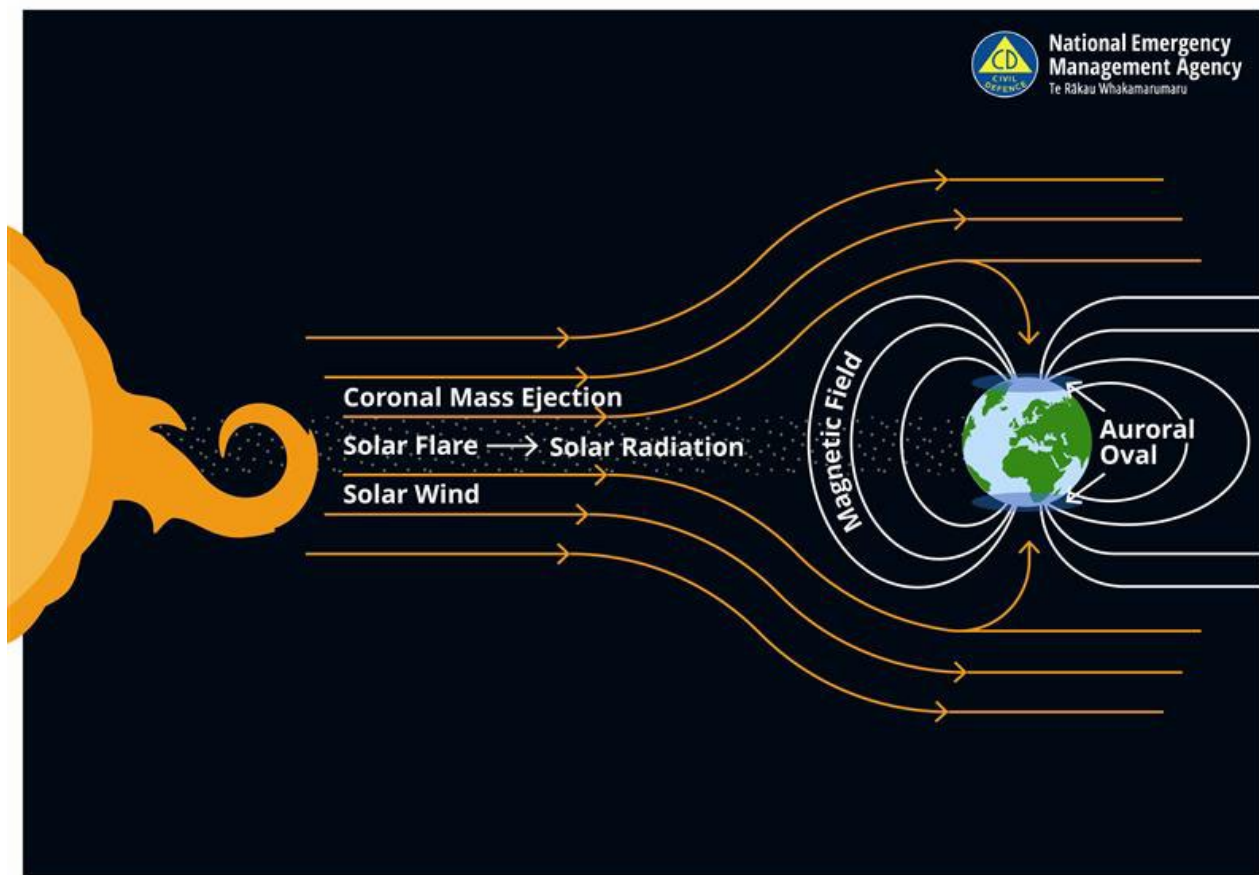 National Emergency
Management Agency
Te Rākau Whakamarumaru
CD
CIVIL
DEFENCE
Coronal Mass Ejection
Solar Flare → Solar Radiation
Solar Wind
Magnetic Field
Auroral
Oval